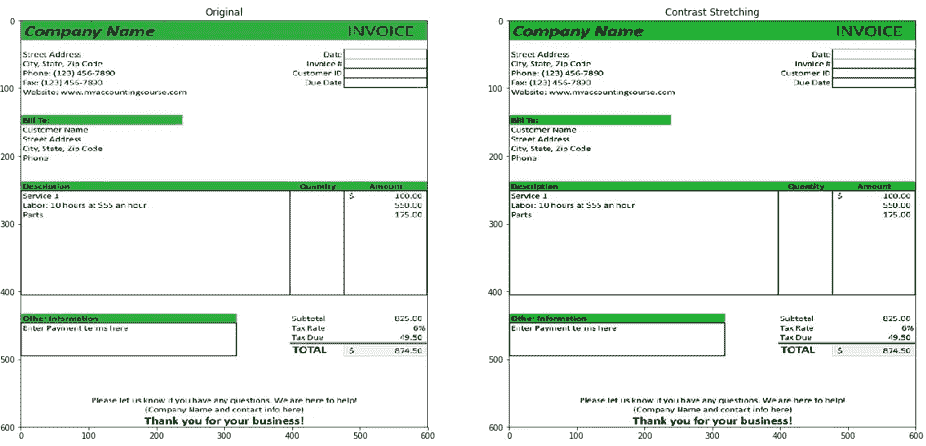 Original
0
100
200
300
400
500
600
0 100 200 300 400 500 600
Company Name INVOICE
Street Address Date
City, State, Zip Code Invoice #
Phone: (123) 456-7890 Customer ID
Fax: (123) 456-7890 Due Date
Website: www.myaccountingcourse.com
Bill To:
Customer Name
Street Address
City, State, Zip Code
Phone
Description Quantity Amount
Service 1 $ 100.00
Labor: 10 hours at $55 an hour 550.00
Parts 175.00
Other Information Subtotal 825.00
Enter Payment terms here Tax Rate 6%
Tax Due 49.50
TOTAL $ 874.50
Please let us know if you have any questions. We are here to help!
(Company Name and contact info here)
Thank you for your business!
Contrast Stretching
0
100
200
300
400
500
600
0 100 200 300 400 500 600
Company Name INVOICE
Street Address Date
City, State, Zip Code Invoice #
Phone: (123) 456-7890 Customer ID
Fax: (123) 456-7890 Due Date
Website: www.myaccountingcourse.com
Bill To:
Customer Name
Street Address
City, State, Zip Code
Phone
Description Quantity Amount
Service 1 $ 100.00
Labor: 10 hours at $55 an hour 550.00
Parts 175.00
Other Information Subtotal 825.00
Enter Payment terms here Tax Rate 6%
Tax Due 49.50
TOTAL $ 874.50
Please let us know if you have any questions. We are here to help!
(Company Name and contact info here)
Thank you for your business!